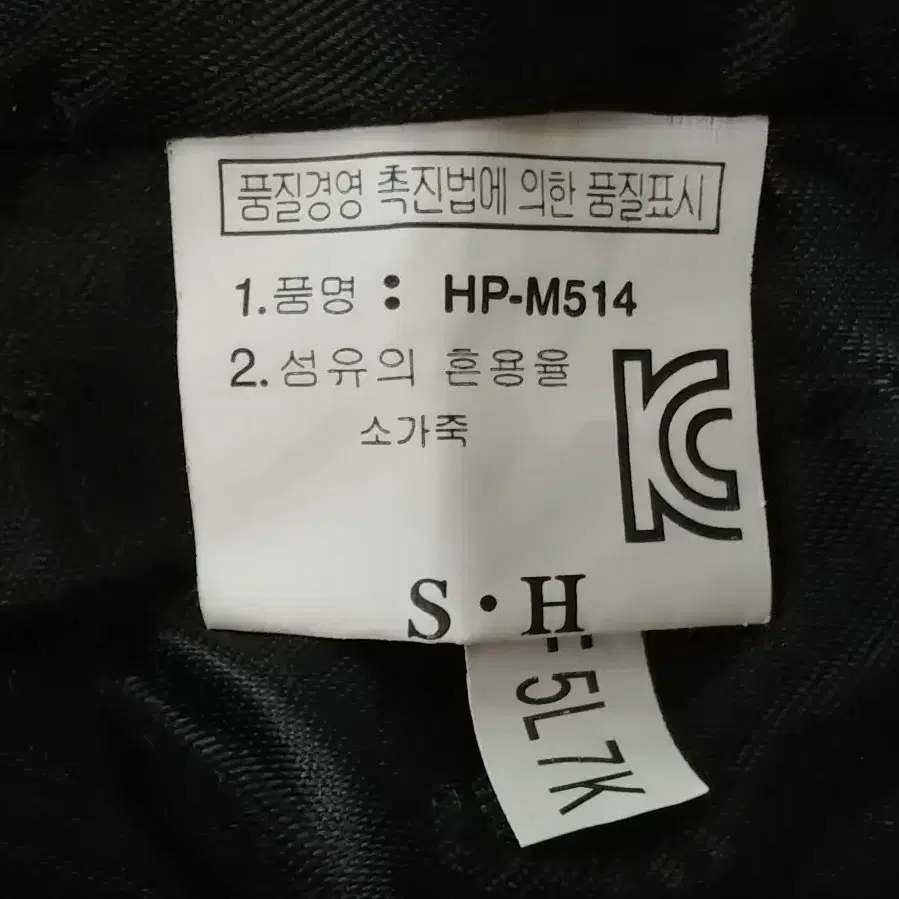 품질경영 촉진법에 의한 품질표시
1.품명 : HP-M514
2.섬유의 혼용율
소가죽
KC
S·H
5L7K